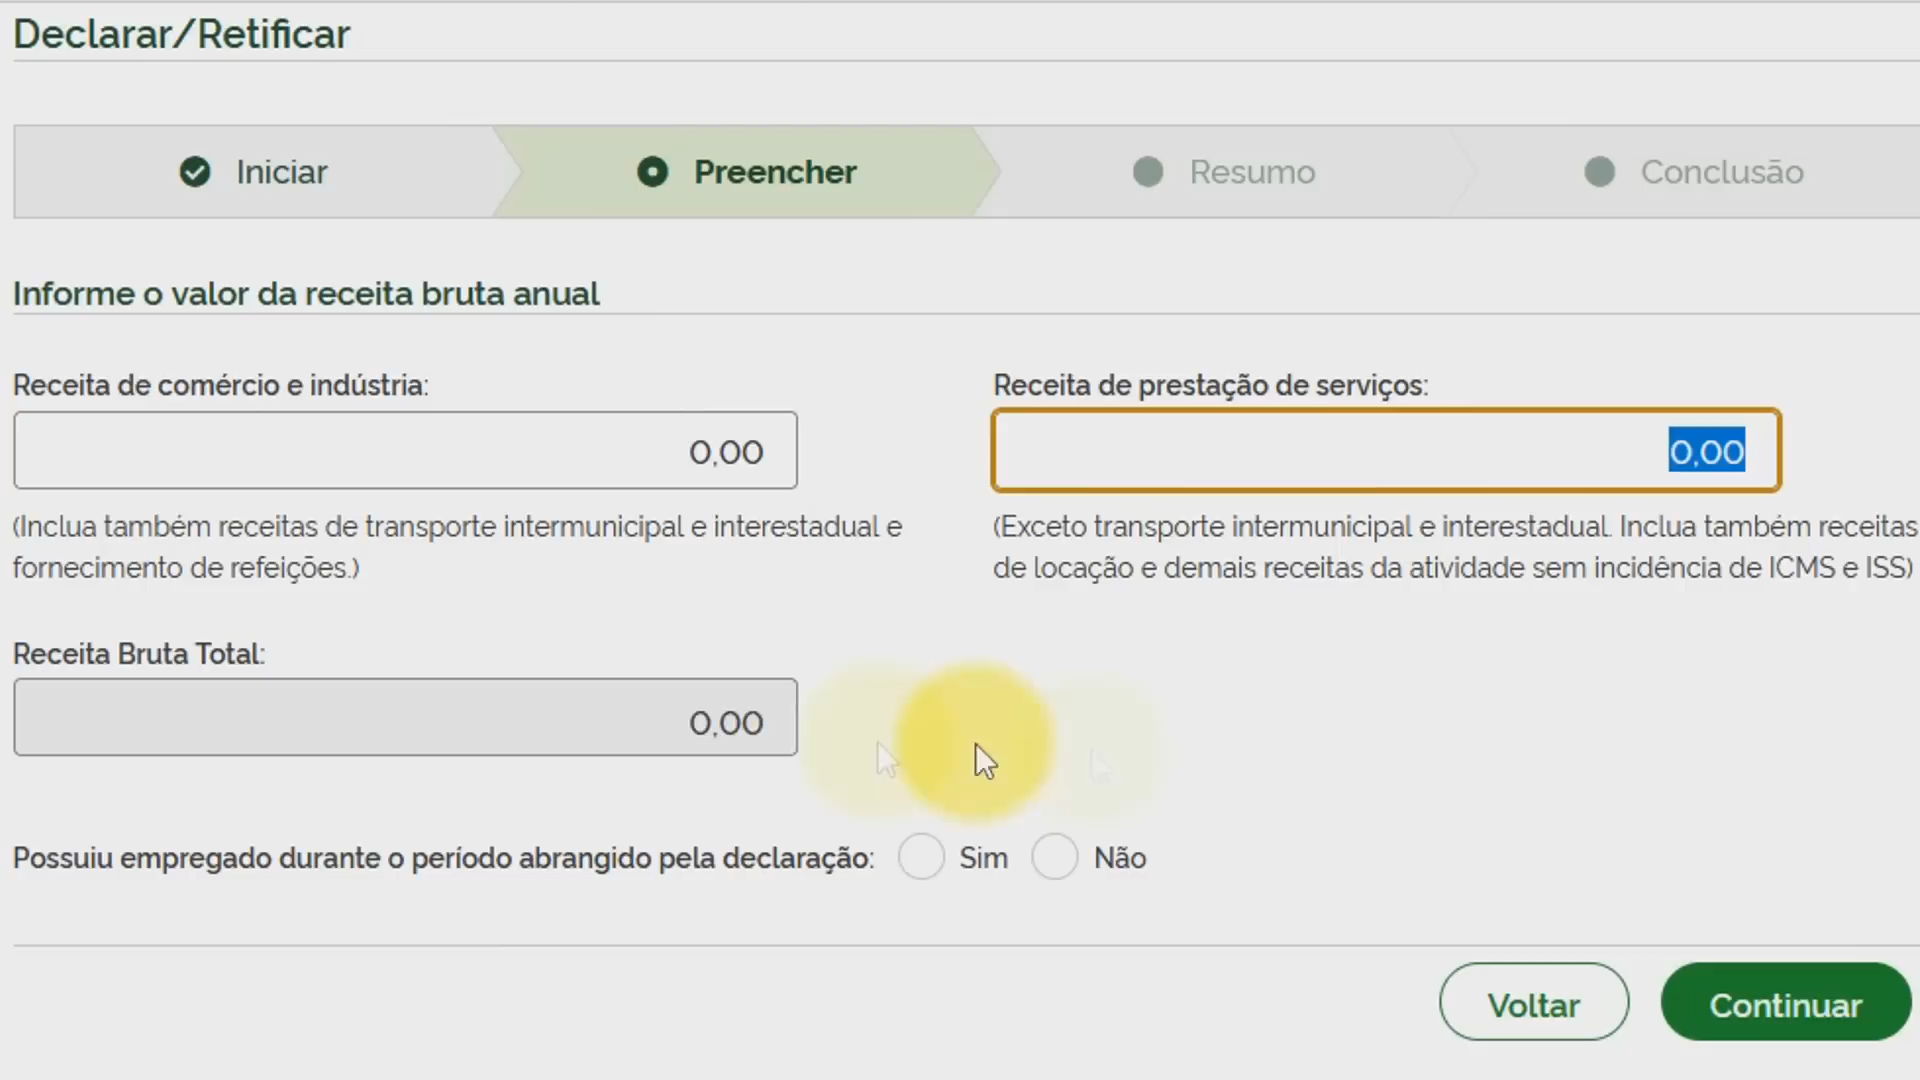 Declarar/Retificar
Iniciar
Preencher
Resumo
Conclusão
Informe o valor da receita bruta anual
Receita de comércio e indústria:
0,00
(Inclua também receitas de transporte intermunicipal e interestadual e
fornecimento de refeições.)
Receita de prestação de serviços:
0,00
(Exceto transporte intermunicipal e interestadual. Inclua também receitas
de locação e demais receitas da atividade sem incidência de ICMS e ISS)
Receita Bruta Total:
0,00
Possuiu empregado durante o período abrangido pela declaração: Sim Não
Voltar
Continuar